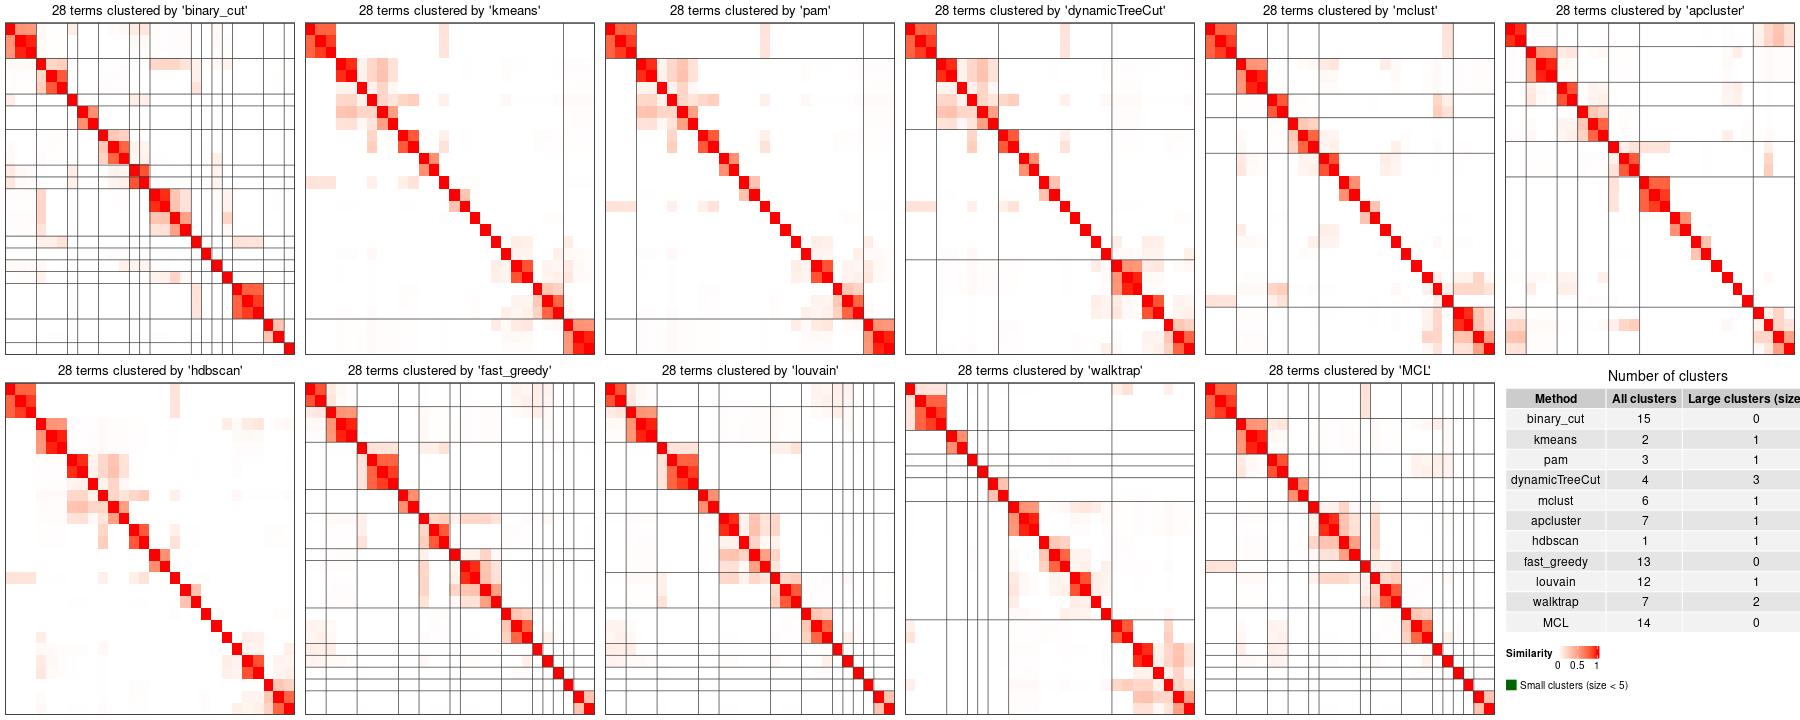 28 terms clustered by 'binary_cut'
28 terms clustered by 'kmeans'
28 terms clustered by 'pam'
28 terms clustered by 'dynamicTreeCut'
28 terms clustered by 'mclust'
28 terms clustered by 'apcluster'
28 terms clustered by 'hdbscan'
28 terms clustered by 'fast_greedy'
28 terms clustered by 'louvain'
28 terms clustered by 'walktrap'
28 terms clustered by 'MCL'
Number of clusters
Method All clusters Large clusters (size
binary_cut 15 0
kmeans 2 1
pam 3 1
dynamicTreeCut 4 3
mclust 6 1
apcluster 7 1
hdbscan 1 1
fast_greedy 13 0
louvain 12 1
walktrap 7 2
MCL 14 0
Similarity
0 0.5 1
Small clusters (size < 5)